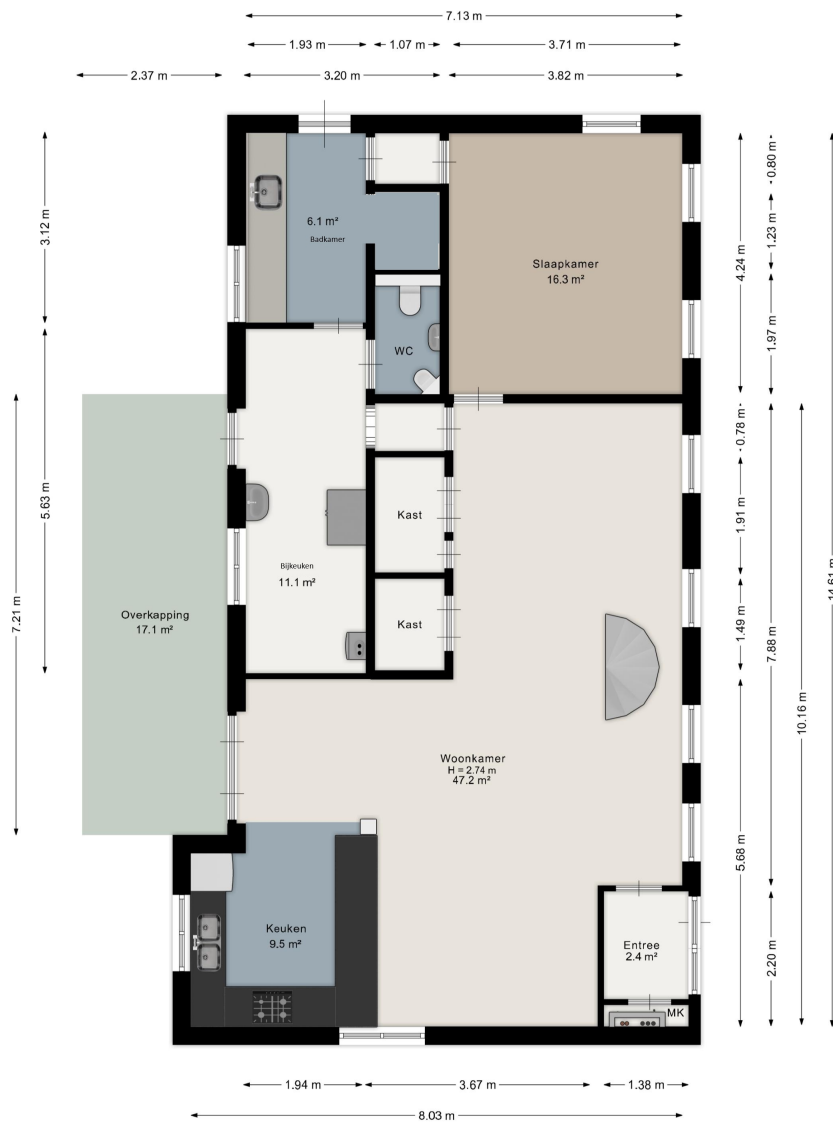 7.13 m
1.93 m
1.07 m
3.71 m
2.37 m
3.20 m
3.82 m
3.12 m
5.63 m
7.21 m
6.1 m²
Badkamer
Slaapkamer
16.3 m²
WC
Kast
Kast
Bijkeuken
11.1 m²
Overkapping
17.1 m²
Woonkamer
H = 2.74 m
47.2 m²
Keuken
9.5 m²
Entree
2.4 m²
MK
4.24 m
0.80 m
1.23 m
1.97 m
0.78 m
1.91 m
1.49 m
5.68 m
7.88 m
2.20 m
10.16 m
14.61 m
1.94 m
3.67 m
1.38 m
8.03 m